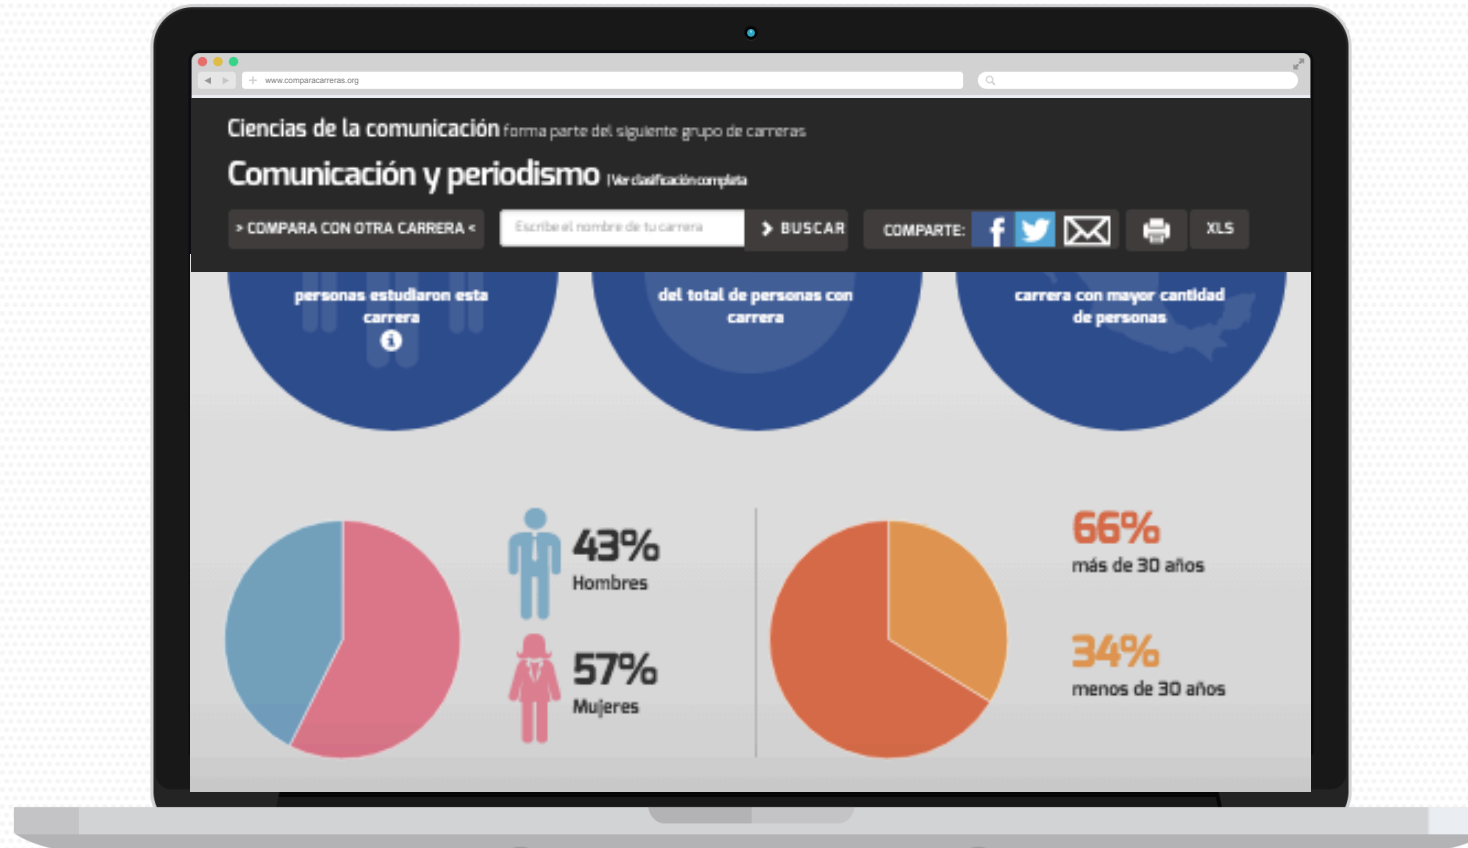 www.comparacarreras.org
Ciencias de la comunicación forma parte del siguiente grupo de carreras
Comunicación y periodismo | Ver clasificación completa
> COMPARA CON OTRA CARRERA <
Escribe el nombre de tu carrera
BUSCAR
COMPARTE:
XLS
personas estudiaron esta
carrera
del total de personas con
carrera
carrera con mayor cantidad
de personas
43%
Hombres
57%
Mujeres
66%
más de 30 años
34%
menos de 30 años